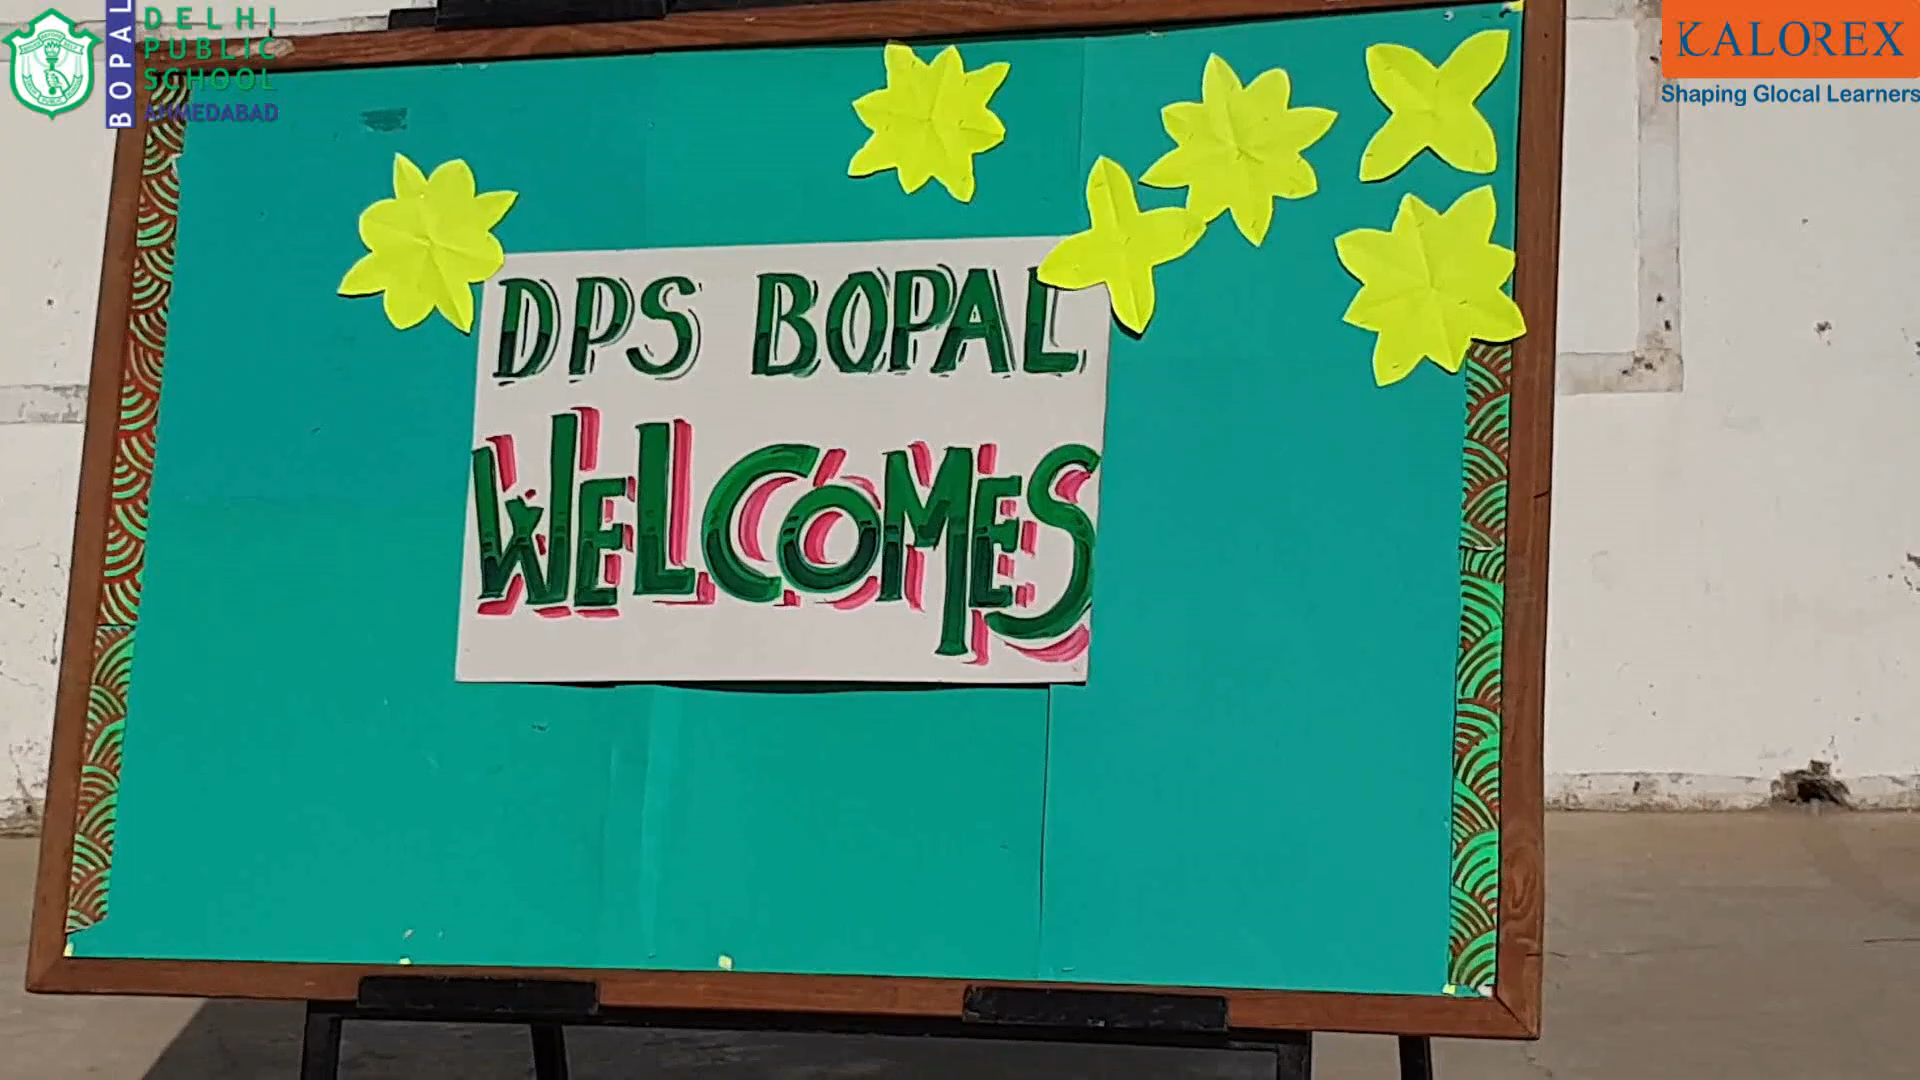 BOPAL
DELHI
PUBLIC
SCHOOL
AHMEDABAD
KALOREX
Shaping Glocal Learners
DPS BOPAL
WELCOMES